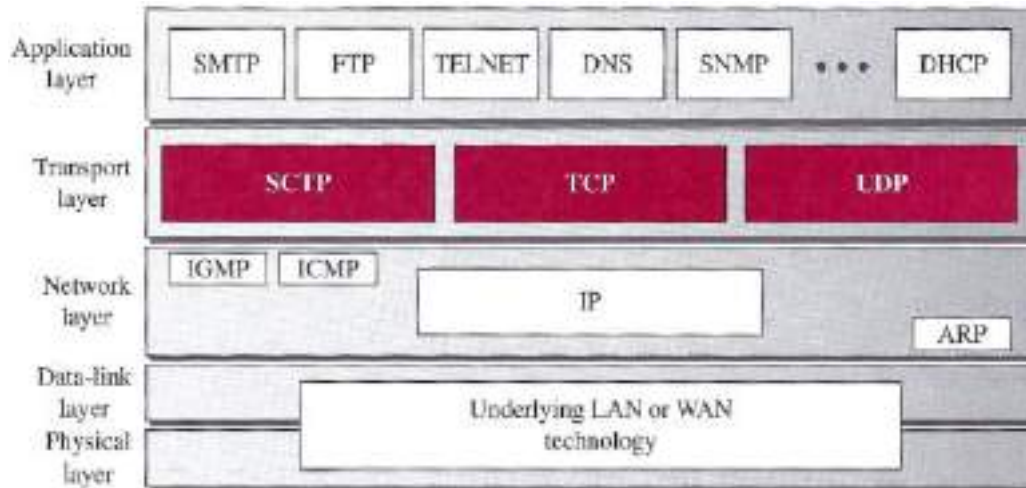 Application
layer
SMTP FTP TELNET DNS SNMP ••• DHCP
Transport
layer
SCTP TCP UDP
Network
layer
IGMP ICMP
IP
ARP
Data-link
layer
Physical
layer
Underlying LAN or WAN
technology